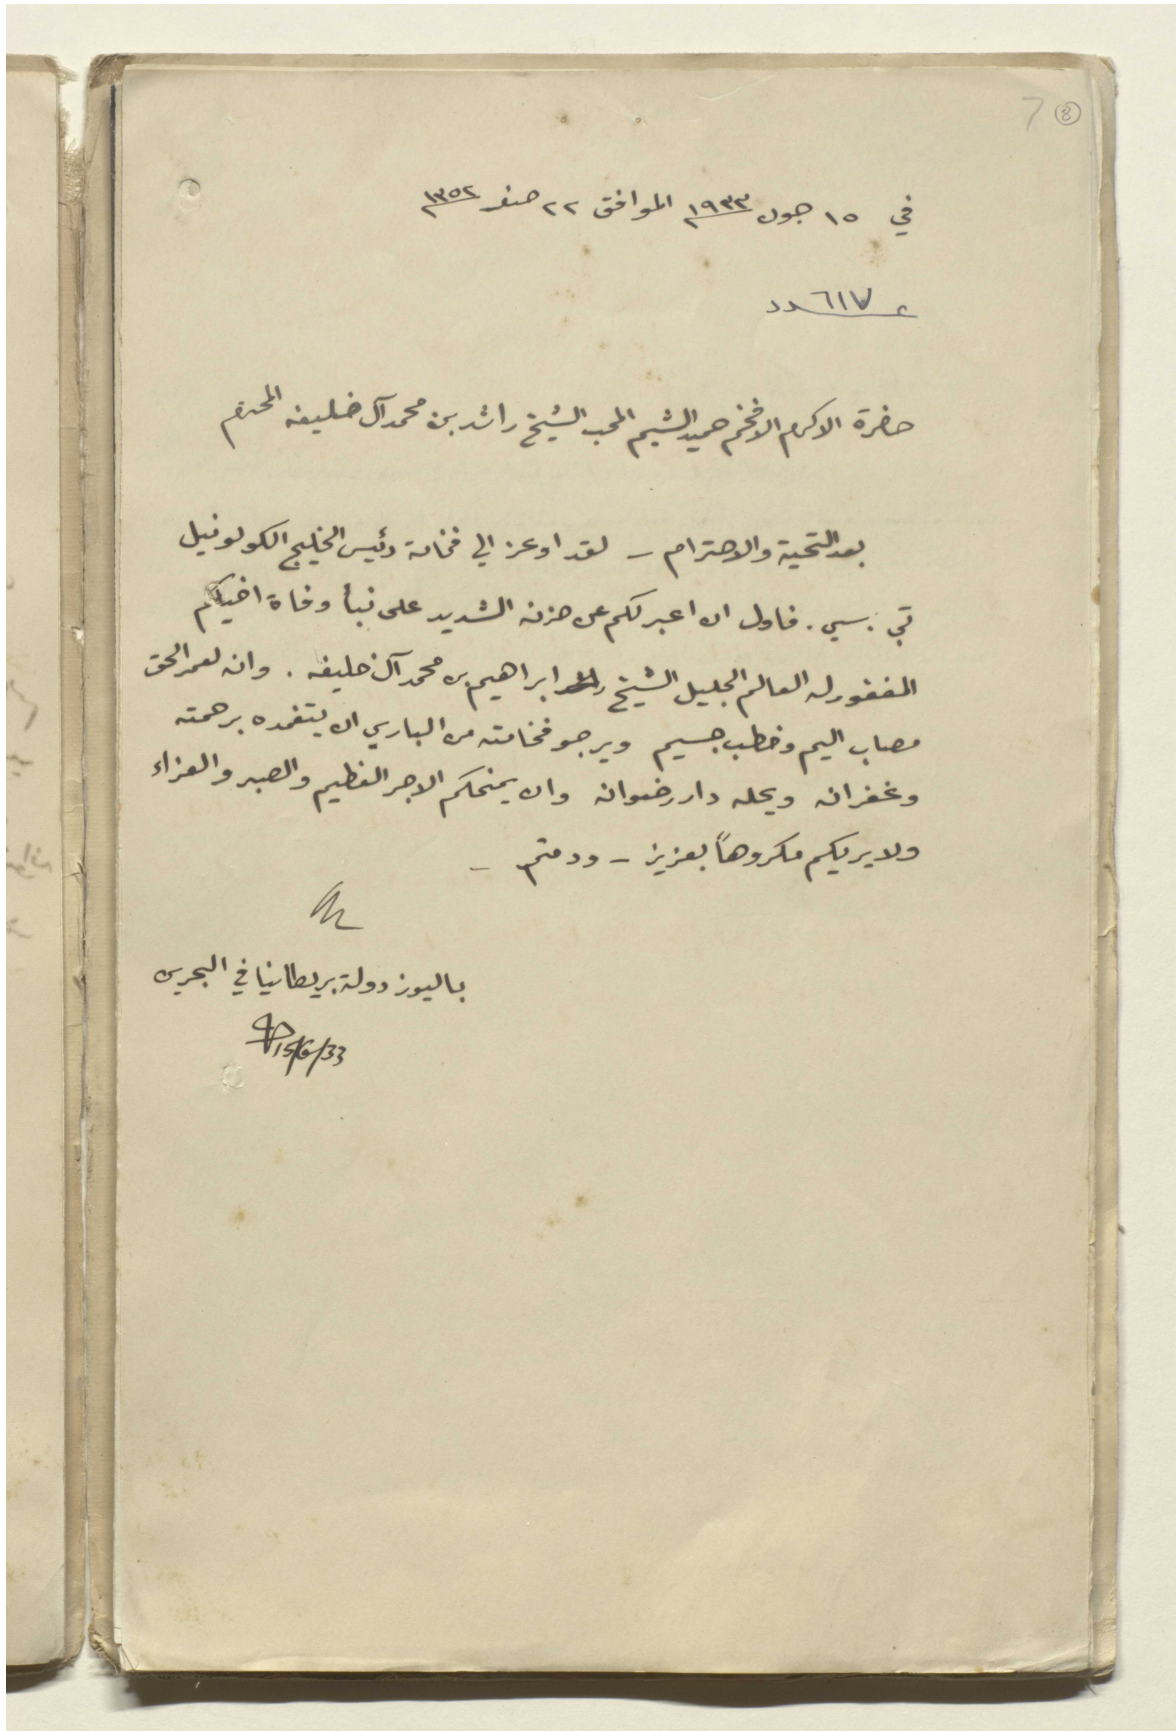 7 8
في ١٥ جون ١٩٣٣ الموافق ٢٢ صفر ١٣٥٢
عـ٦١٧ـدد
حضرة الاكرم الافخم حميد الشيم المحب الشيخ راشد بن محمد آل خليفه المحترم
بعد التحية والاحترام – لقد اوعز الي فخامة رئيس الخليج الكولونيل
تي . سي . فاول ان اعبر لكم عن حزنه الشديد على نبأ وفاة اخيكم
المغفور له العالم الجليل الشيخ ابراهيم بن محمد آل خليفه . وانه لعمر الحق
مصاب اليم وخطب جسيم ويرجو فخامته من الباري ان يتغمده برحمته
وغفرانه ويحله دار رضوانه وان يمنحكم الاجر العظيم والصبر والعزاء
ولا يريكم مكروهاً بعزيز – ودمتم –
باليوز دولة بريطانيا في البحرين
15/6/33